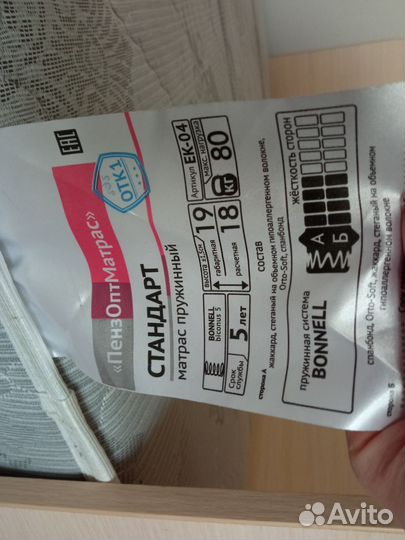 EAC
ОТК1
«ПензОптМатрас»
СТАНДАРТ
матрас пружинный
Артикул ЕК-04
BONNELL
biconus 5
высота ±1,5см
габаритная
19
расчетная
18
макс. нагрузка
КГ
80
Срок
службы
5 лет
состав
сторона А
жаккард, стеганый на объемном гипоаллергенном волокне,
Orto-Soft, спанбонд
пружинная система
BONNELL
жёсткость сторон
А
Б
сторона Б
спанбонд, Orto-Soft, жаккард, стеганый на объемном
гипоаллергенном волокне
Avito